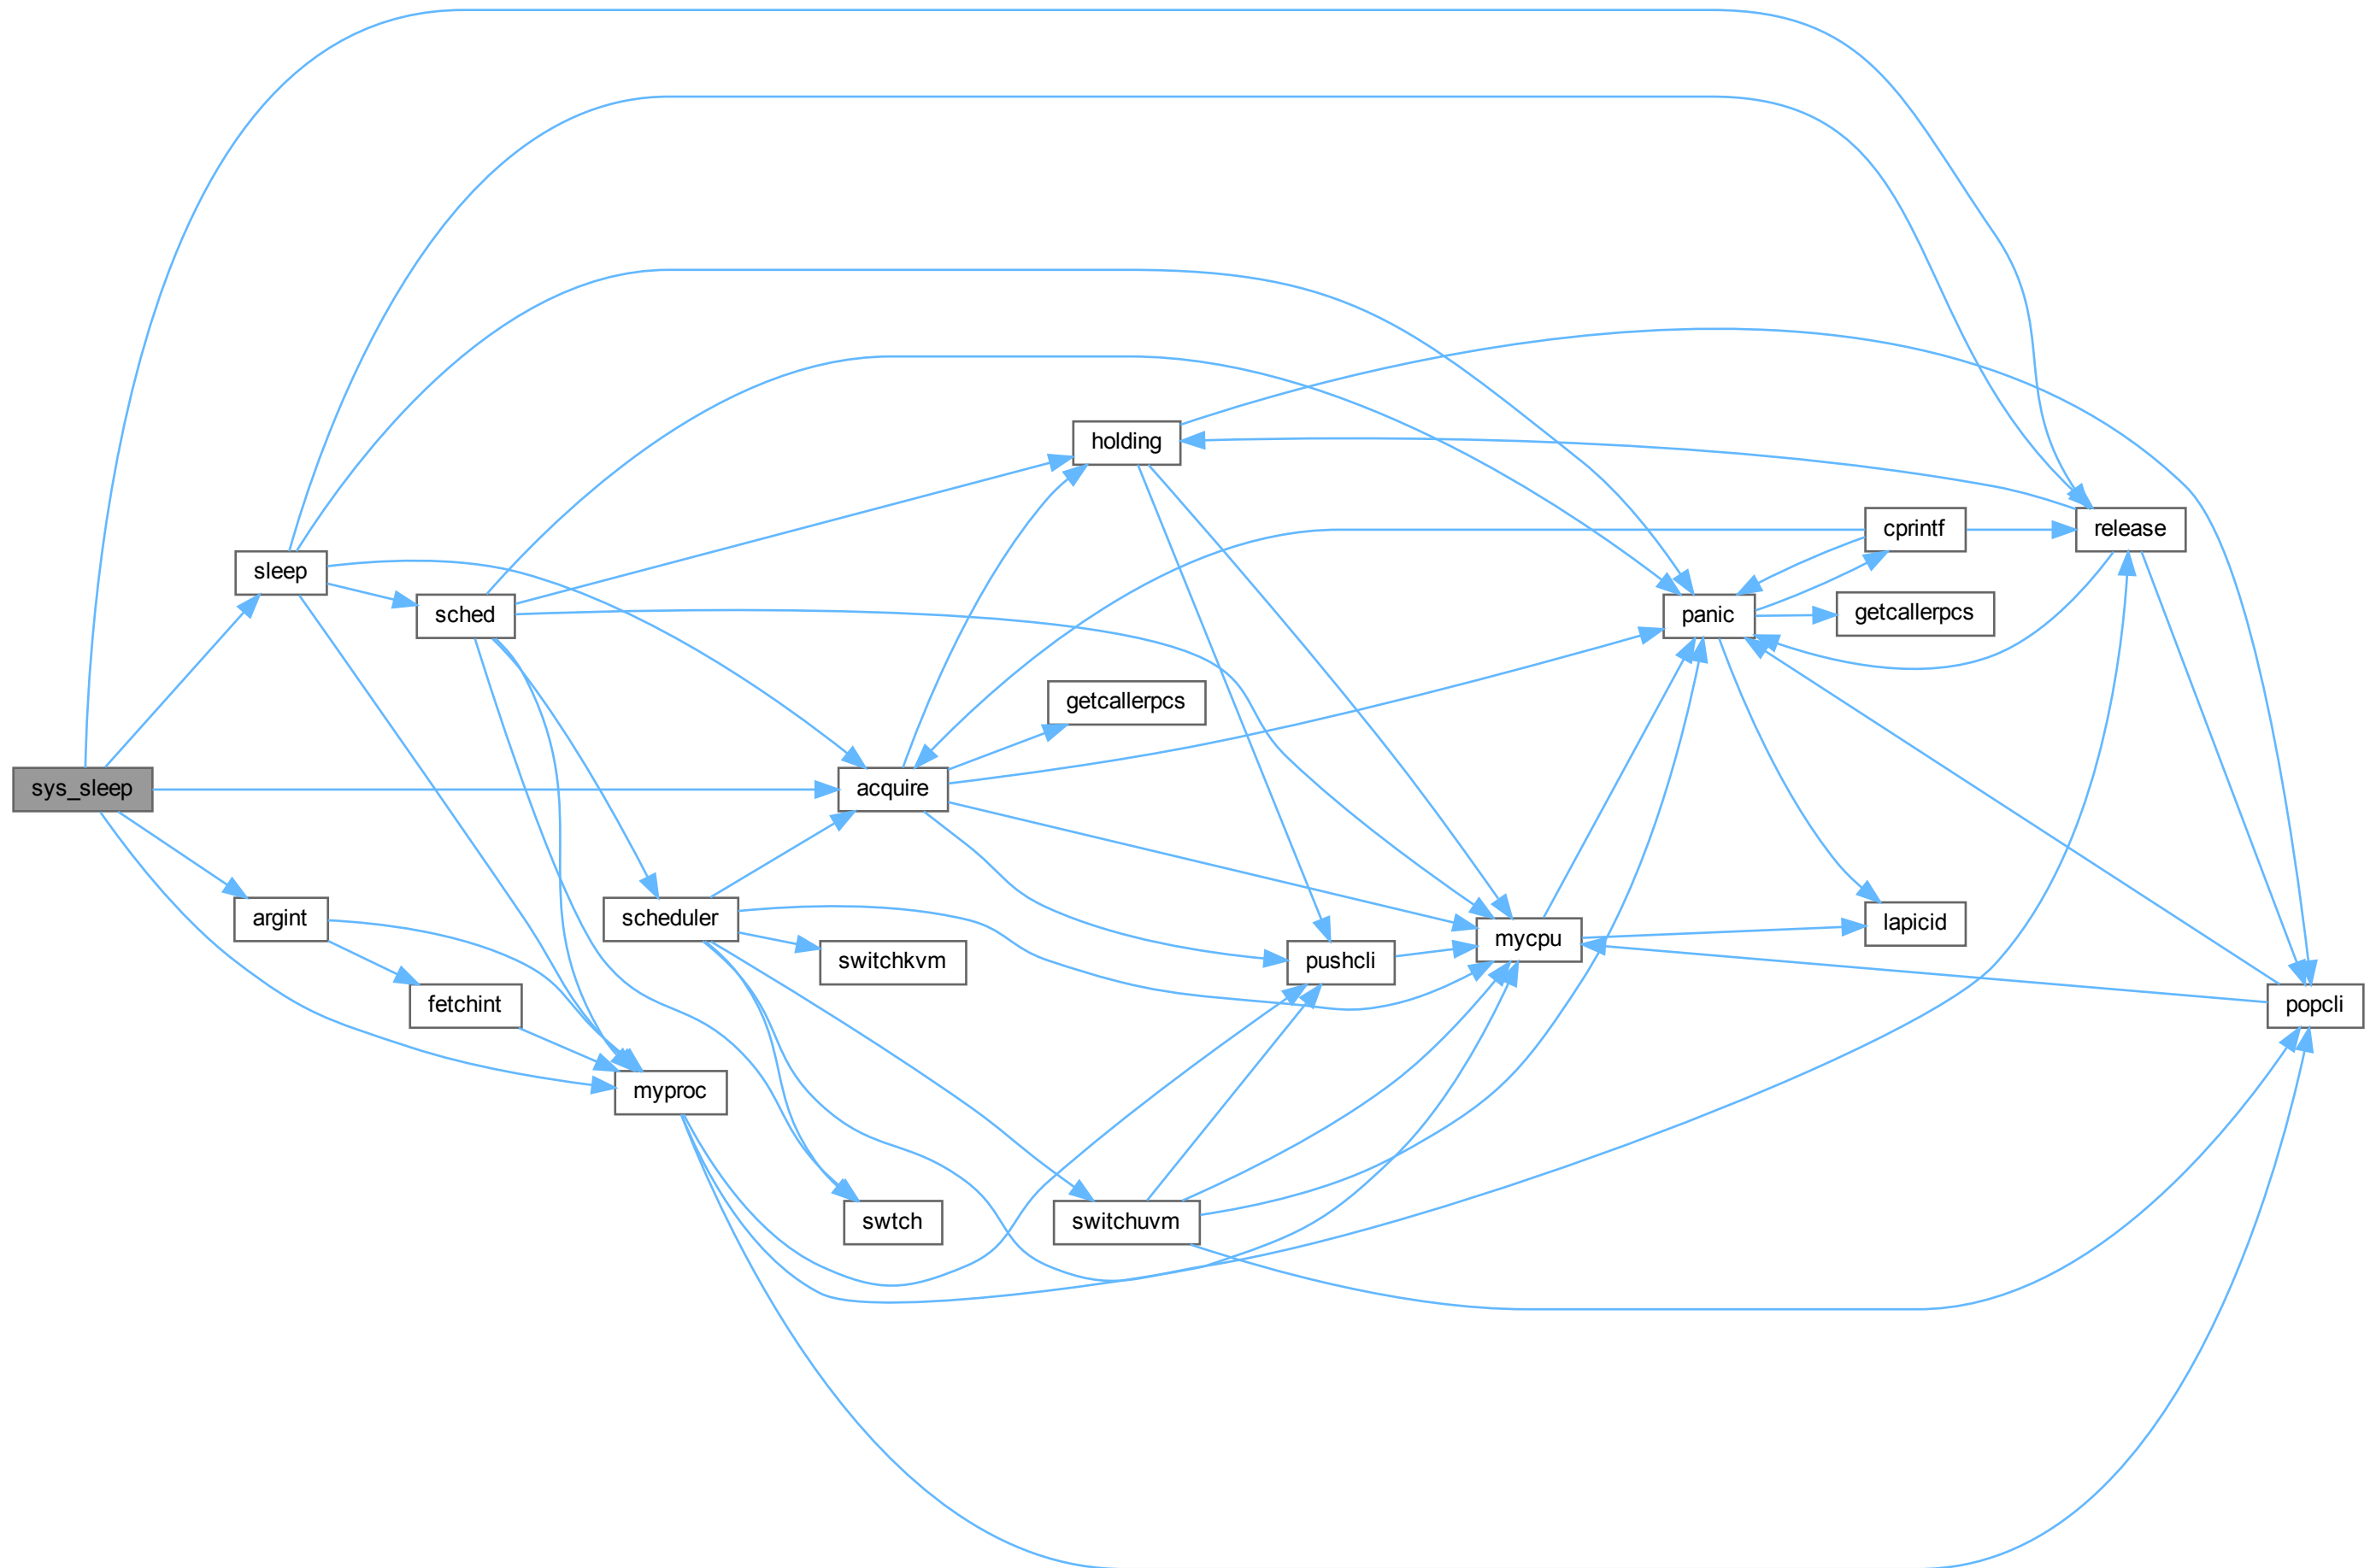 sys_sleep
sleep
argint
sched
fetchint
scheduler
myproc
acquire
switchkvm
swtch
holding
getcallerpcs
switchuvm
pushcli
mycpu
panic
cprintf
getcallerpcs
lapicid
release
popcli